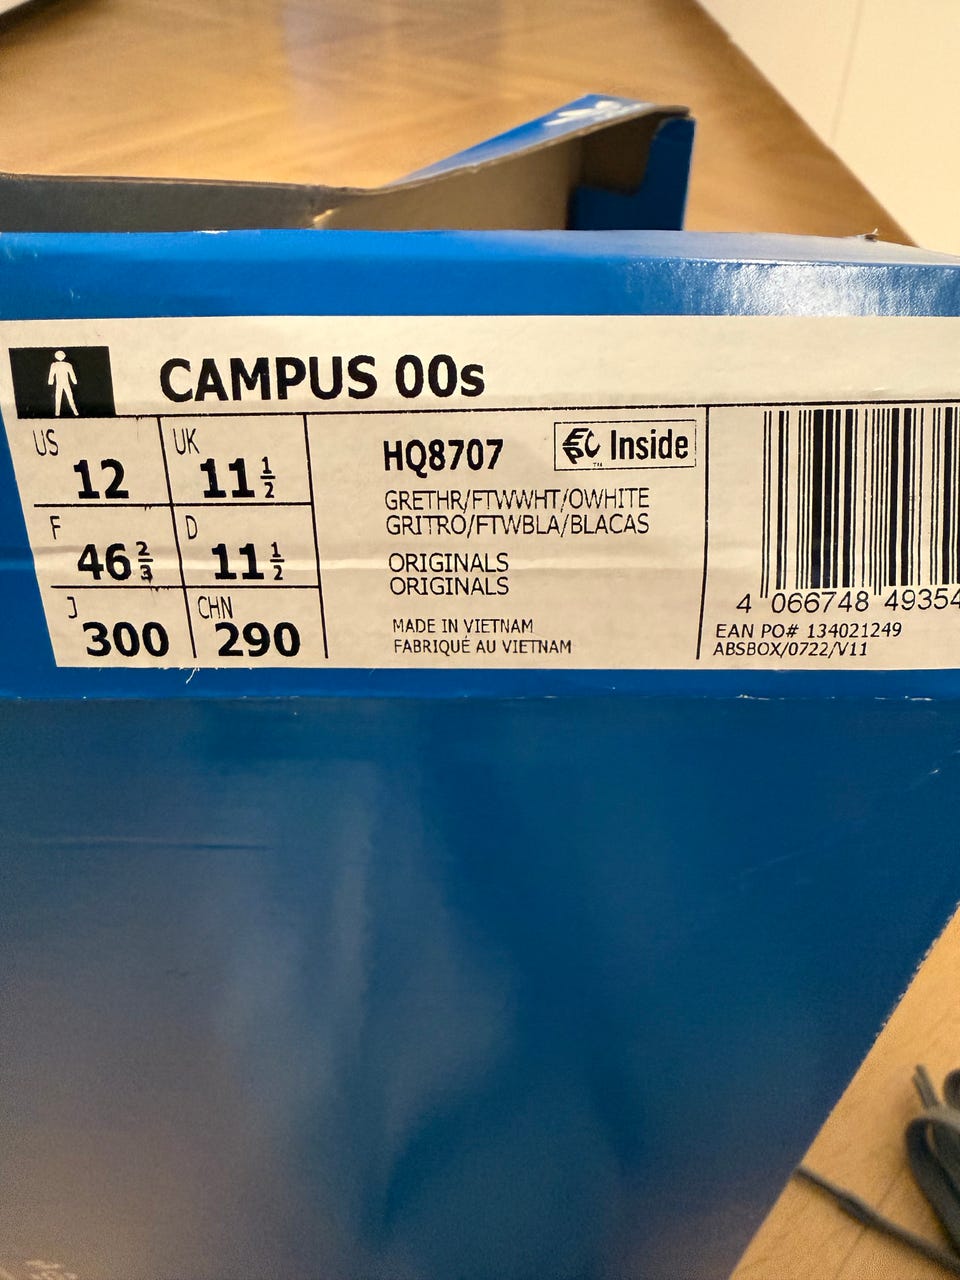 CAMPUS 00s
US 12
UK 11 1/2
F 46 2/3
D 11 1/2
J 300
CHN 290
HQ8707
EPC Inside
™
GRETHR/FTWWHT/OWHITE
GRITRO/FTWBLA/BLACAS
ORIGINALS
ORIGINALS
MADE IN VIETNAM
FABRIQUÉ AU VIETNAM
4 066748 49354
EAN PO# 134021249
ABSBOX/0722/V11